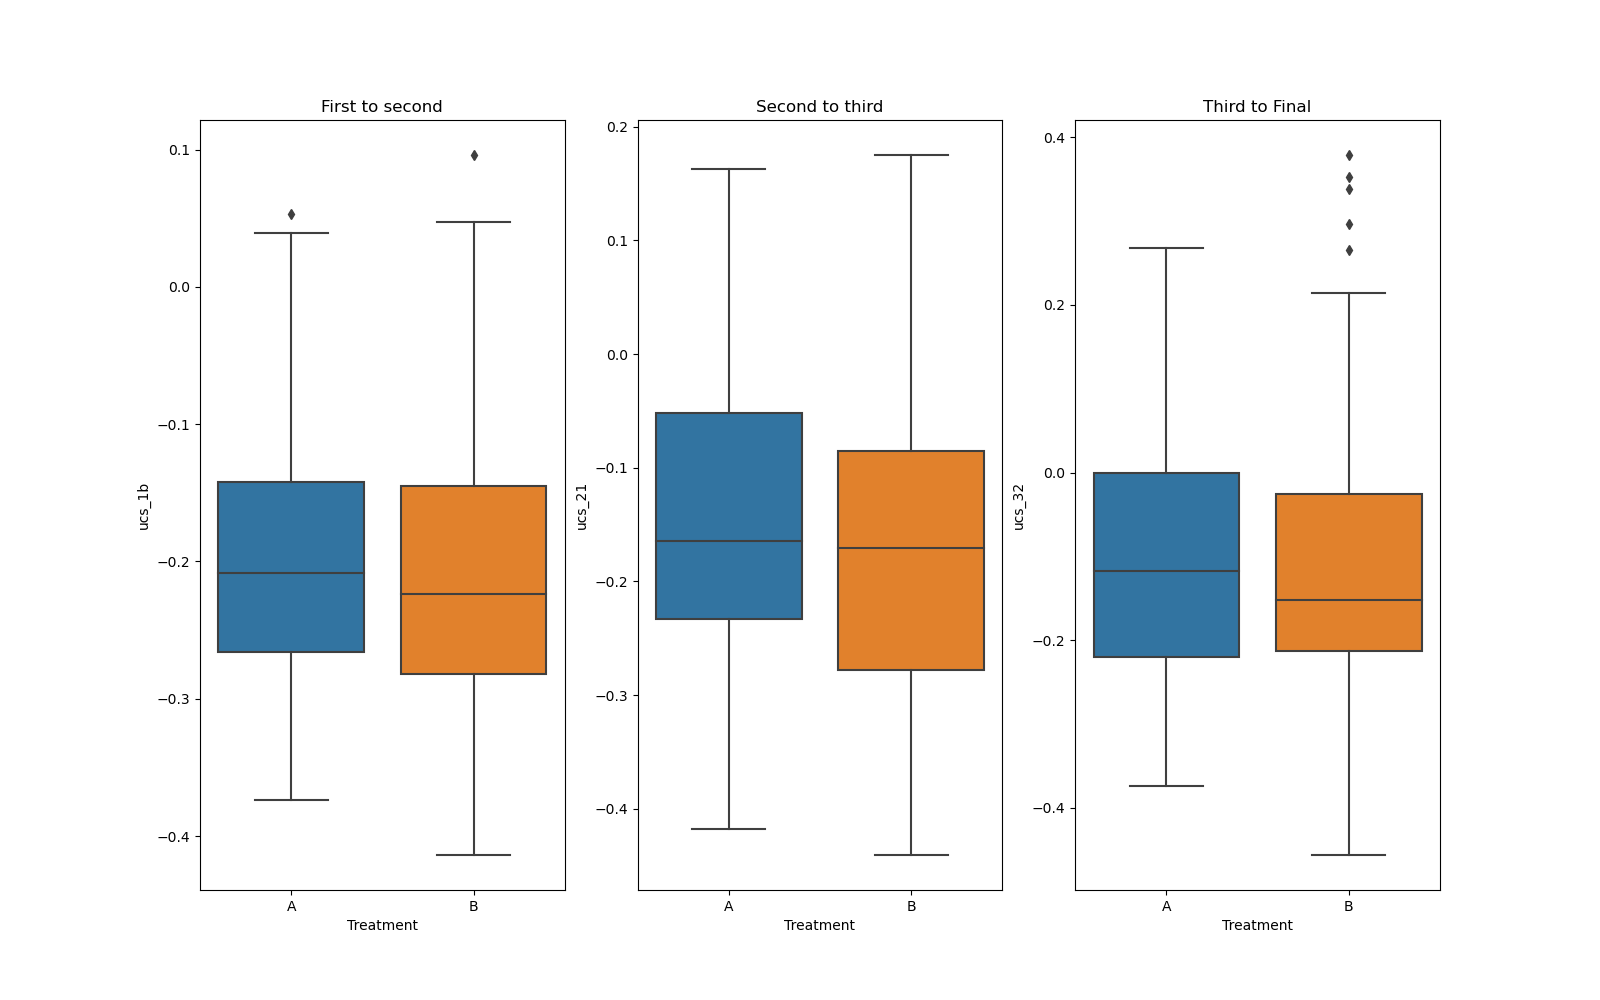 First to second
0.1
0.0
−0.1
−0.2
−0.3
−0.4
ucs_1b
A
B
Treatment
Second to third
0.2
0.1
0.0
−0.1
−0.2
−0.3
−0.4
ucs_21
A
B
Treatment
Third to Final
0.4
0.2
0.0
−0.2
−0.4
ucs_32
A
B
Treatment